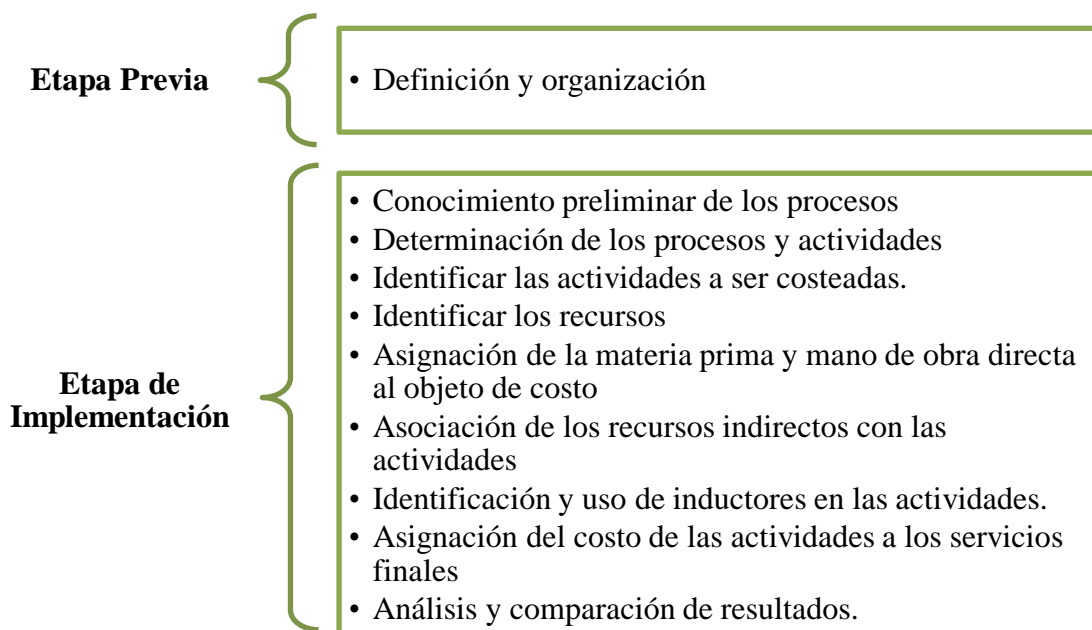 Etapa Previa
• Definición y organización
Etapa de
Implementación
• Conocimiento preliminar de los procesos
• Determinación de los procesos y actividades
• Identificar las actividades a ser costeadas.
• Identificar los recursos
• Asignación de la materia prima y mano de obra directa
al objeto de costo
• Asociación de los recursos indirectos con las
actividades
• Identificación y uso de inductores en las actividades.
• Asignación del costo de las actividades a los servicios
finales
• Análisis y comparación de resultados.